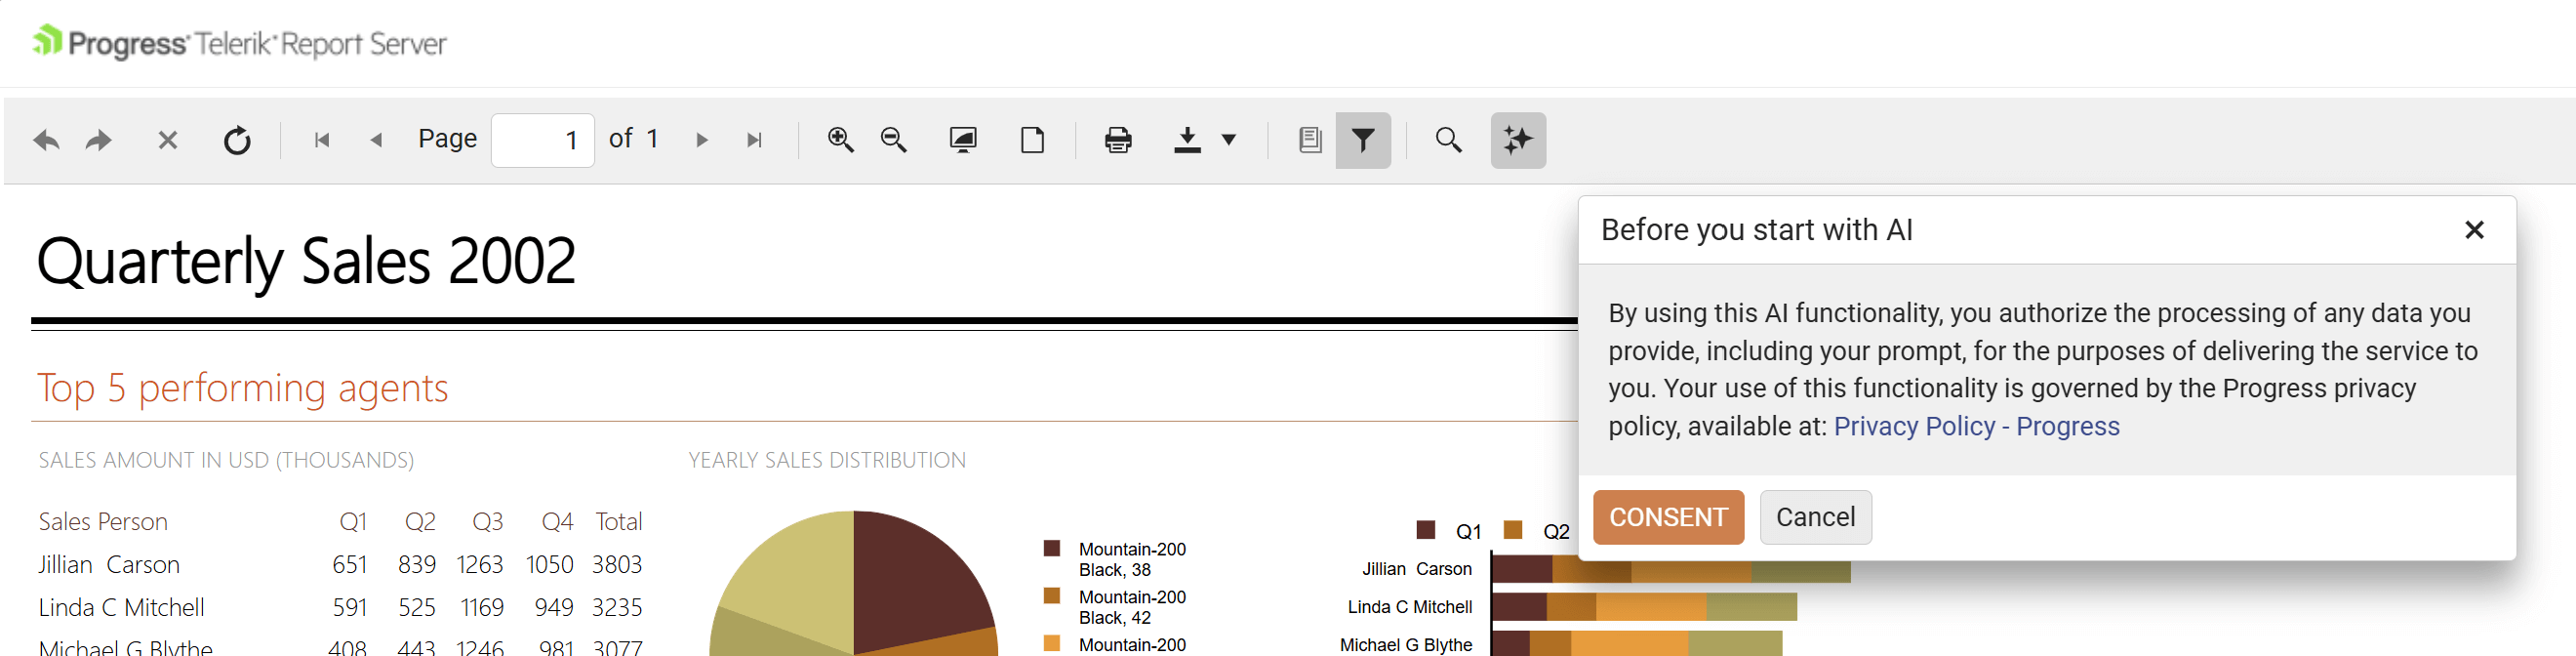 Progress® Telerik® Report Server
Page 1 of 1
Quarterly Sales 2002
Before you start with AI
By using this AI functionality, you authorize the processing of any data you
provide, including your prompt, for the purposes of delivering the service to
you. Your use of this functionality is governed by the Progress privacy
policy, available at: Privacy Policy - Progress
CONSENT Cancel
Top 5 performing agents
SALES AMOUNT IN USD (THOUSANDS)
Sales Person Q1 Q2 Q3 Q4 Total
Jillian Carson 651 839 1263 1050 3803
Linda C Mitchell 591 525 1169 949 3235
Michael G Blythe 408 443 1246 981 3077
YEARLY SALES DISTRIBUTION
Mountain-200
Black, 38
Mountain-200
Black, 42
Mountain-200
Q1 Q2
Jillian Carson
Linda C Mitchell
Michael G Blythe